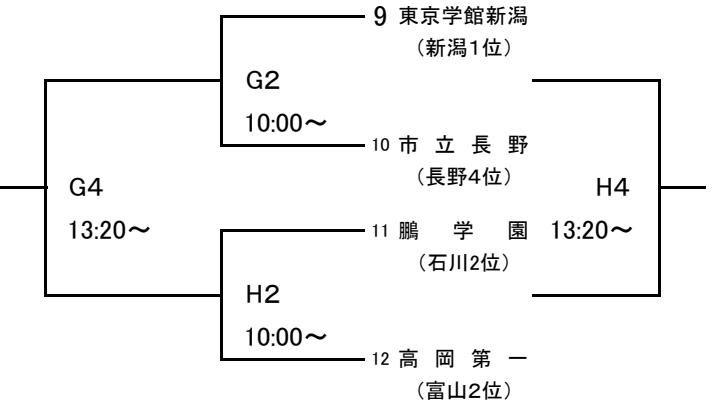 9 東京学館新潟
（新潟1位）
G2
10:00～
10 市立長野
（長野4位）
G4
13:20～
H4
13:20～
11 鵬学園
（石川2位）
H2
10:00～
12 高岡第一
（富山2位）